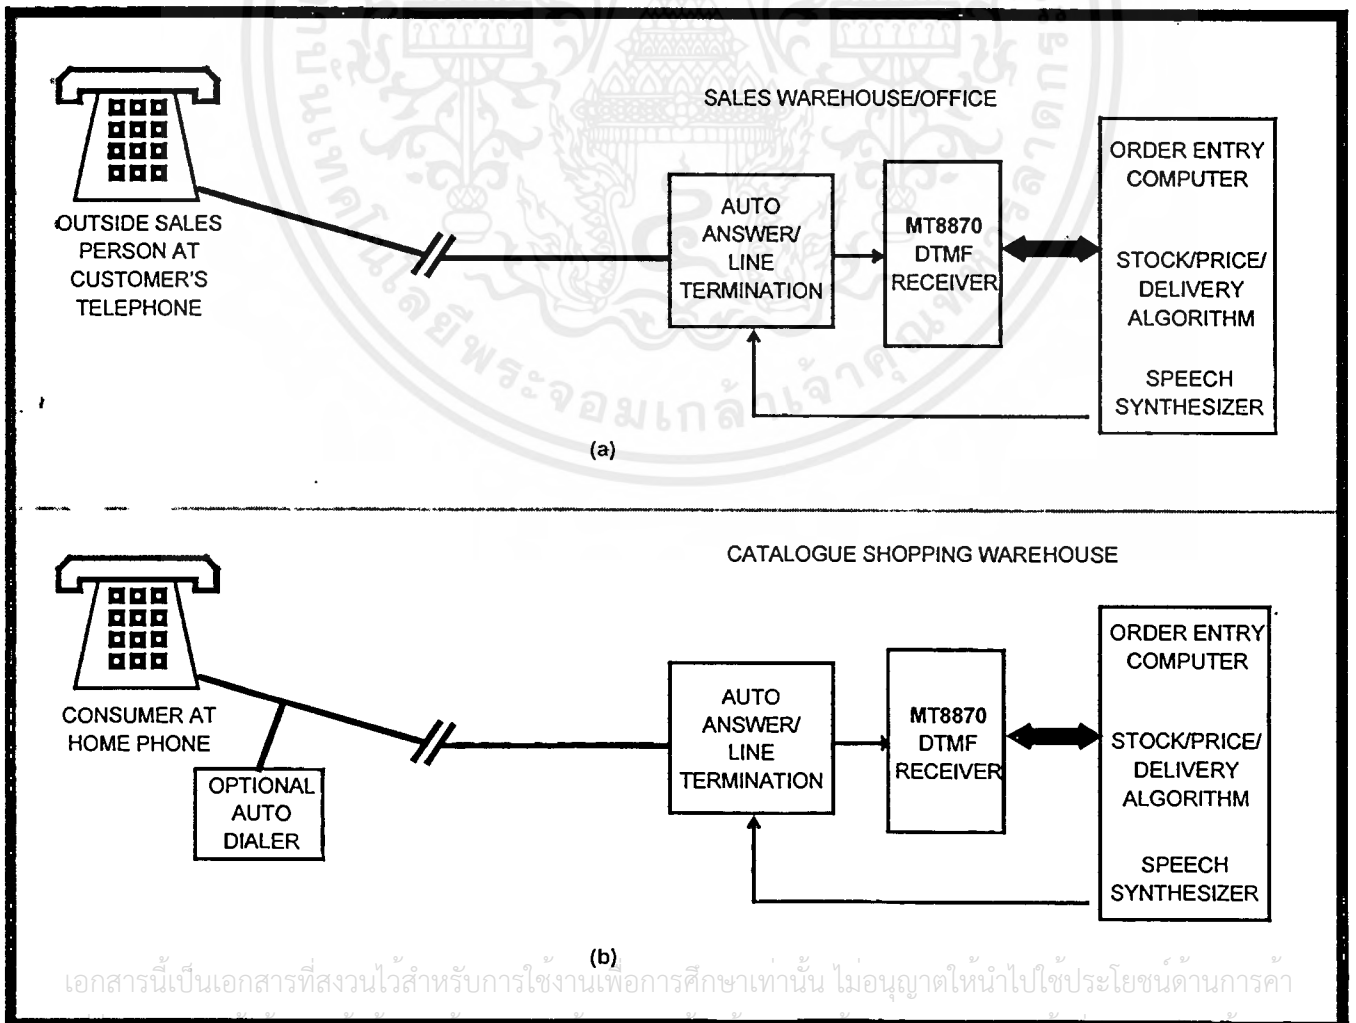 SALES WAREHOUSE/OFFICE
OUTSIDE SALES
PERSON AT
CUSTOMER'S
TELEPHONE
AUTO
ANSWER/
LINE
TERMINATION
MT8870
DTMF
RECEIVER
ORDER ENTRY
COMPUTER
STOCK/PRICE/
DELIVERY
ALGORITHM
SPEECH
SYNTHESIZER
(a)
CATALOGUE SHOPPING WAREHOUSE
CONSUMER AT
HOME PHONE
OPTIONAL
AUTO
DIALER
AUTO
ANSWER/
LINE
TERMINATION
MT8870
DTMF
RECEIVER
ORDER ENTRY
COMPUTER
STOCK/PRICE/
DELIVERY
ALGORITHM
SPEECH
SYNTHESIZER
(b)
เอกสารนี้เป็นเอกสารที่สงวนไว้สำหรับการใช้งานเพื่อการศึกษาเท่านั้น ไม่อนุญาตให้นำไปใช้ประโยชน์ด้านการค้า